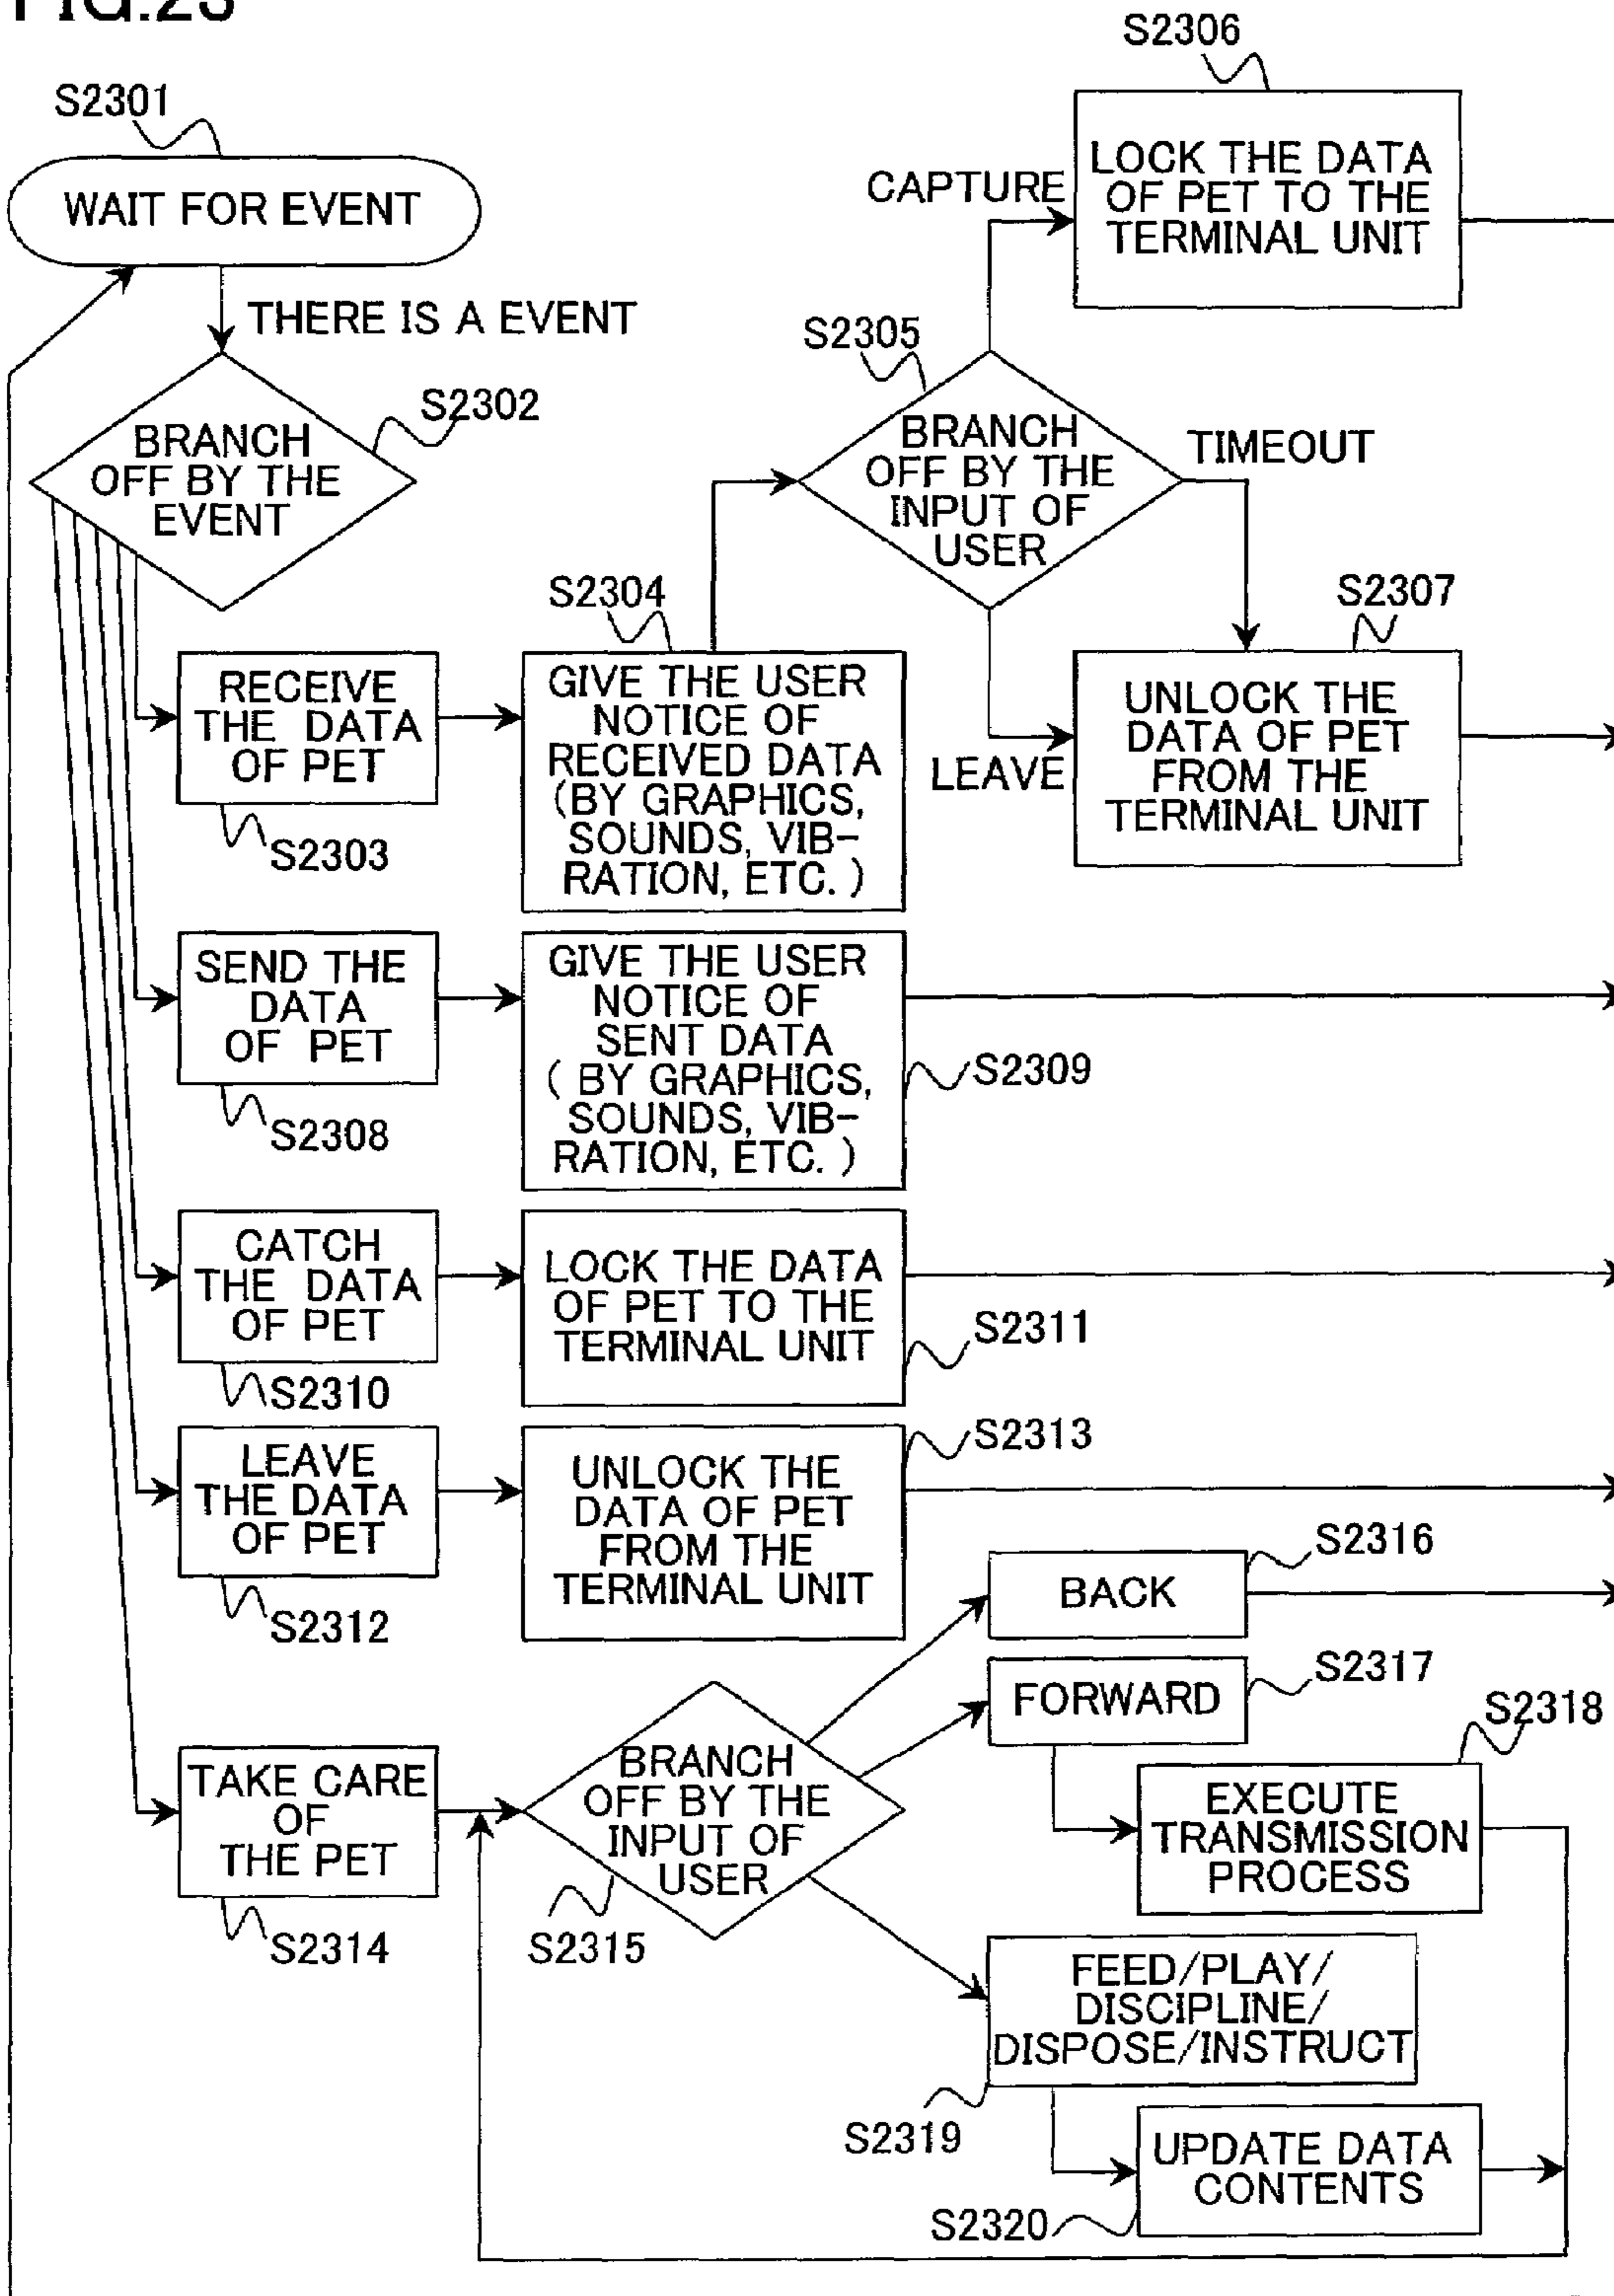 FIG.23
S2301
WAIT FOR EVENT
THERE IS A EVENT
S2302
BRANCH
OFF BY THE
EVENT
RECEIVE
THE DATA
OF PET
S2303
S2304
GIVE THE USER
NOTICE OF
RECEIVED DATA
(BY GRAPHICS,
SOUNDS, VIB-
RATION, ETC. )
S2305
BRANCH
OFF BY THE
INPUT OF
USER
CAPTURE
TIMEOUT
LEAVE
S2306
LOCK THE DATA
OF PET TO THE
TERMINAL UNIT
S2307
UNLOCK THE
DATA OF PET
FROM THE
TERMINAL UNIT
SEND THE
DATA
OF PET
S2308
GIVE THE USER
NOTICE OF
SENT DATA
( BY GRAPHICS,
SOUNDS, VIB-
RATION, ETC. )
S2309
CATCH
THE DATA
OF PET
S2310
LOCK THE DATA
OF PET TO THE
TERMINAL UNIT
S2311
LEAVE
THE DATA
OF PET
S2312
UNLOCK THE
DATA OF PET
FROM THE
TERMINAL UNIT
S2313
TAKE CARE
OF
THE PET
S2314
BRANCH
OFF BY THE
INPUT OF
USER
S2315
S2316
BACK
S2317
FORWARD
S2318
EXECUTE
TRANSMISSION
PROCESS
FEED/PLAY/
DISCIPLINE/
DISPOSE/INSTRUCT
S2319
UPDATE DATA
CONTENTS
S2320